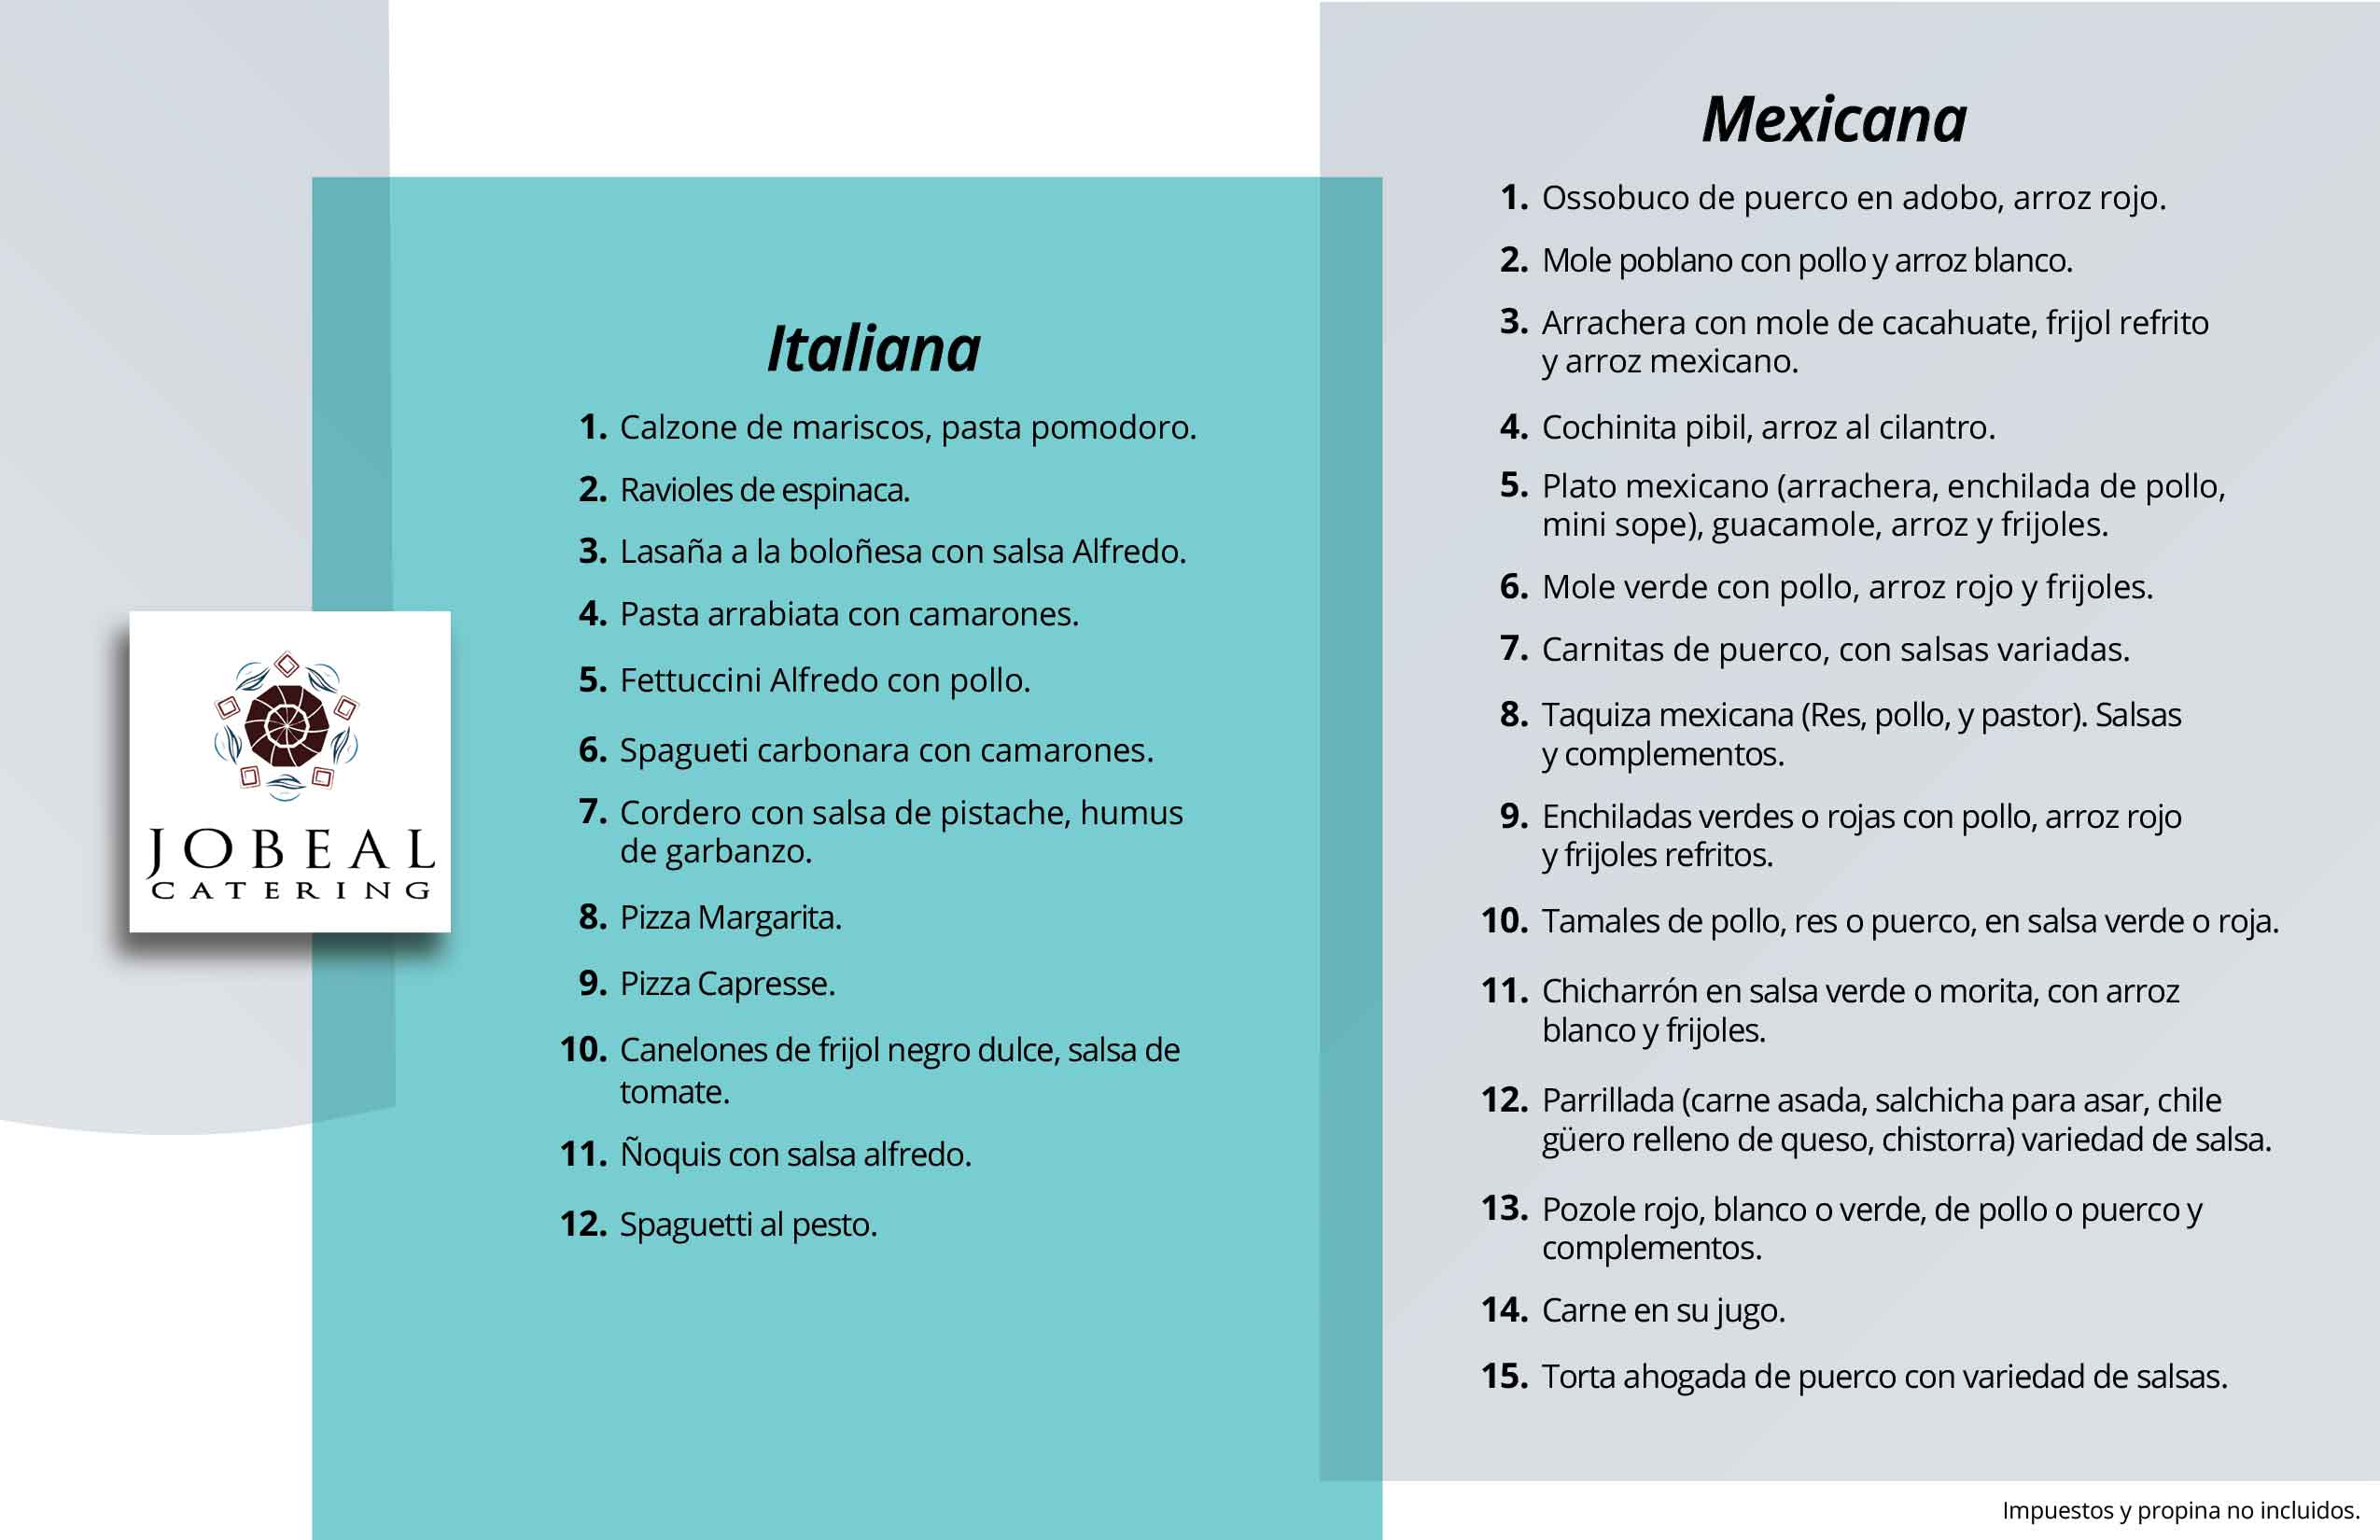 JOBEAL
CATERING
Italiana
1. Calzone de mariscos, pasta pomodoro.
2. Ravioles de espinaca.
3. Lasaña a la boloñesa con salsa Alfredo.
4. Pasta arrabiata con camarones.
5. Fettuccini Alfredo con pollo.
6. Spagueti carbonara con camarones.
7. Cordero con salsa de pistache, humus
de garbanzo.
8. Pizza Margarita.
9. Pizza Capresse.
10. Canelones de frijol negro dulce, salsa de
tomate.
11. Ñoquis con salsa alfredo.
12. Spaguetti al pesto.
Mexicana
1. Ossobuco de puerco en adobo, arroz rojo.
2. Mole poblano con pollo y arroz blanco.
3. Arrachera con mole de cacahuate, frijol refrito
y arroz mexicano.
4. Cochinita pibil, arroz al cilantro.
5. Plato mexicano (arrachera, enchilada de pollo,
mini sope), guacamole, arroz y frijoles.
6. Mole verde con pollo, arroz rojo y frijoles.
7. Carnitas de puerco, con salsas variadas.
8. Taquiza mexicana (Res, pollo, y pastor). Salsas
y complementos.
9. Enchiladas verdes o rojas con pollo, arroz rojo
y frijoles refritos.
10. Tamales de pollo, res o puerco, en salsa verde o roja.
11. Chicharrón en salsa verde o morita, con arroz
blanco y frijoles.
12. Parrillada (carne asada, salchicha para asar, chile
güero relleno de queso, chistorra) variedad de salsa.
13. Pozole rojo, blanco o verde, de pollo o puerco y
complementos.
14. Carne en su jugo.
15. Torta ahogada de puerco con variedad de salsas.
Impuestos y propina no incluidos.